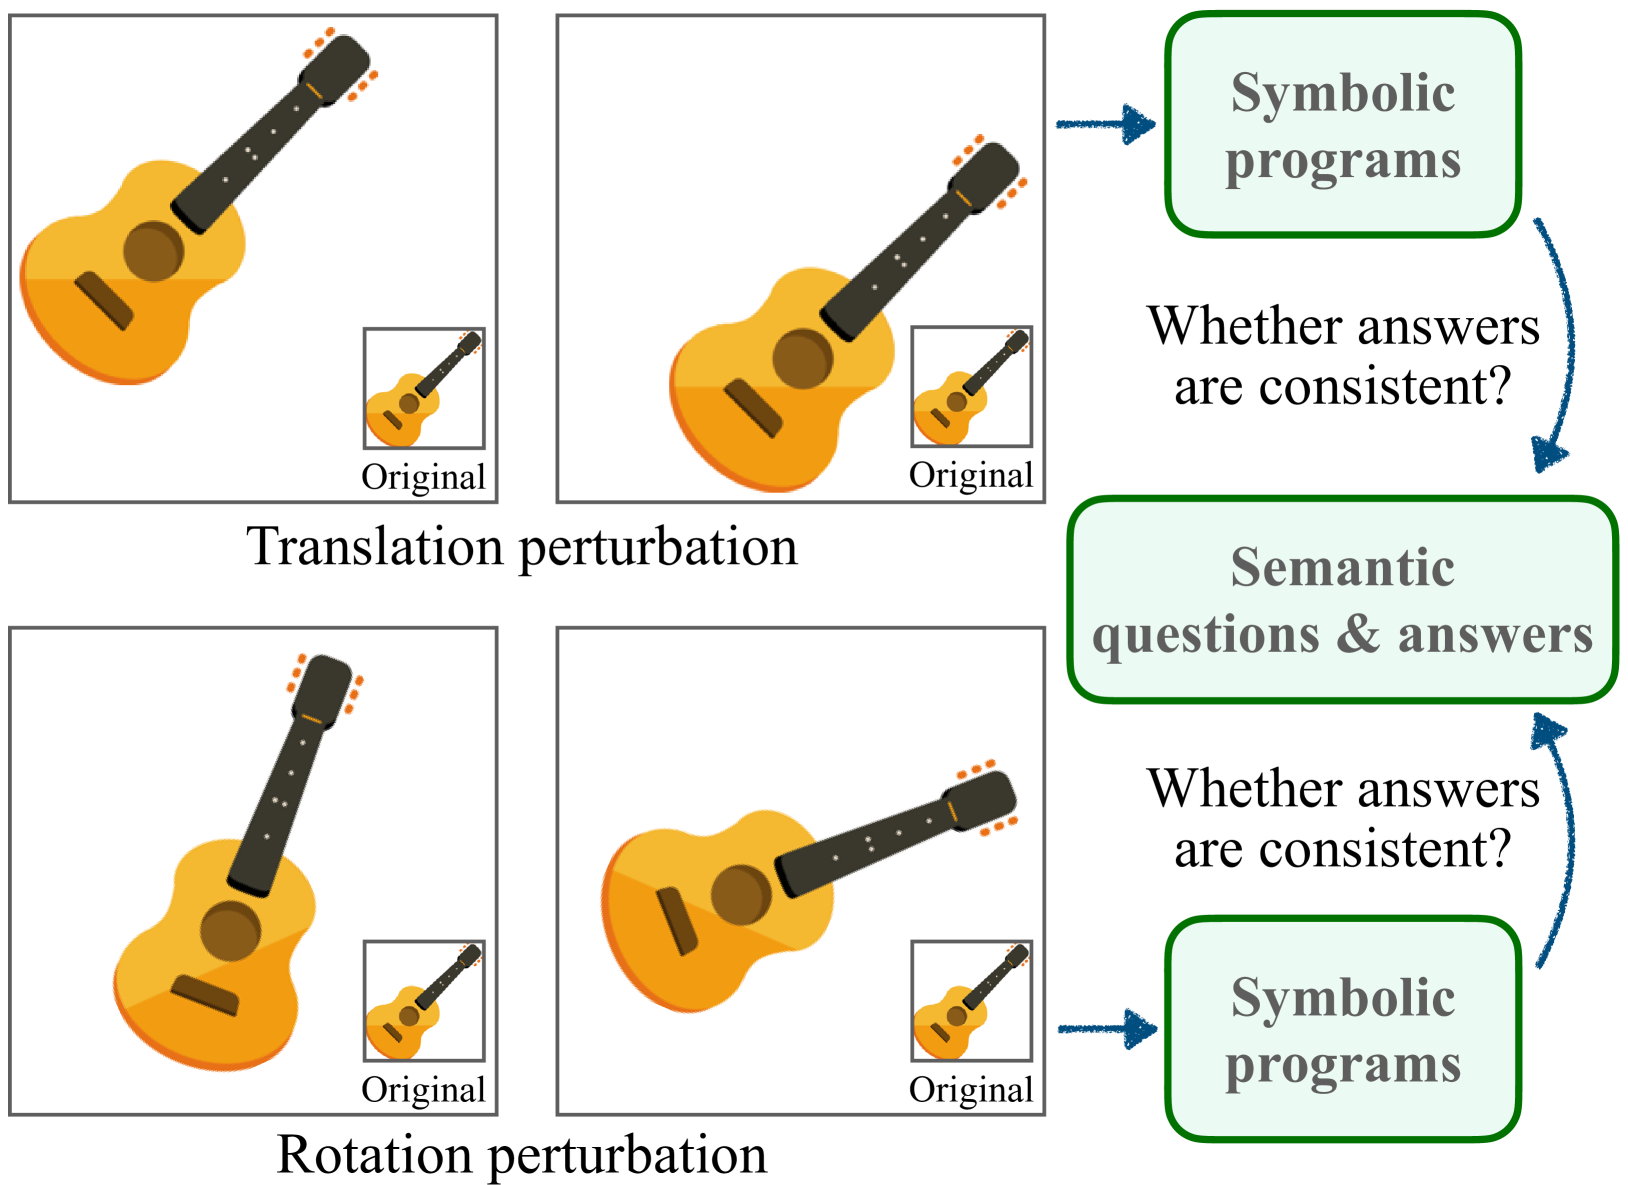 Original
Original
Translation perturbation
Symbolic
programs
Whether answers
are consistent?
Semantic
questions & answers
Whether answers
are consistent?
Symbolic
programs
Original
Original
Rotation perturbation